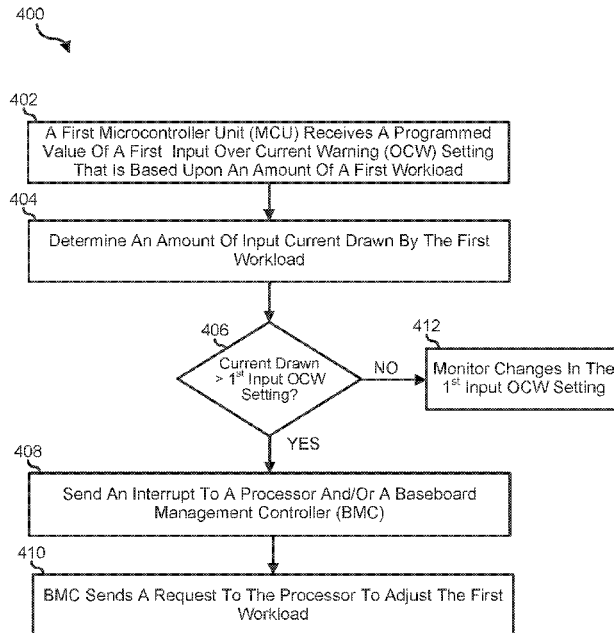 400
402
A First Microcontroller Unit (MCU) Receives A Programmed
Value Of A First Input Over Current Warning (OCW) Setting
That is Based Upon An Amount Of A First Workload
404
Determine An Amount Of Input Current Drawn By The First
Workload
406
Current Drawn
> 1st Input OCW
Setting?
NO
412
Monitor Changes In The
1st Input OCW Setting
YES
408
Send An Interrupt To A Processor And/Or A Baseboard
Management Controller (BMC)
410
BMC Sends A Request To The Processor To Adjust The First
Workload